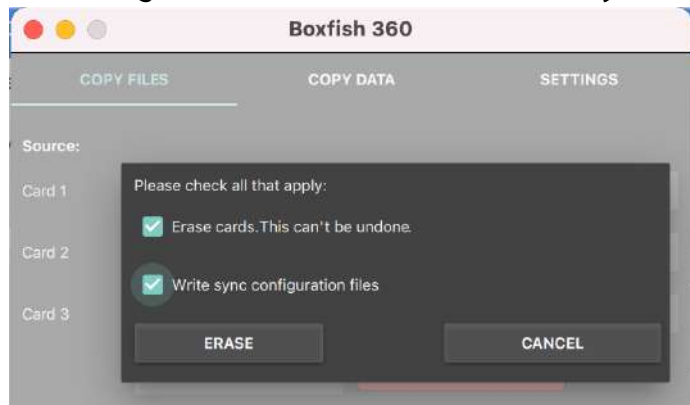 Boxfish 360
COPY FILES COPY DATA SETTINGS
Source:
Card 1
Please check all that apply:
Erase cards.This can't be undone.
Card 2
Write sync configuration files
Card 3
ERASE CANCEL